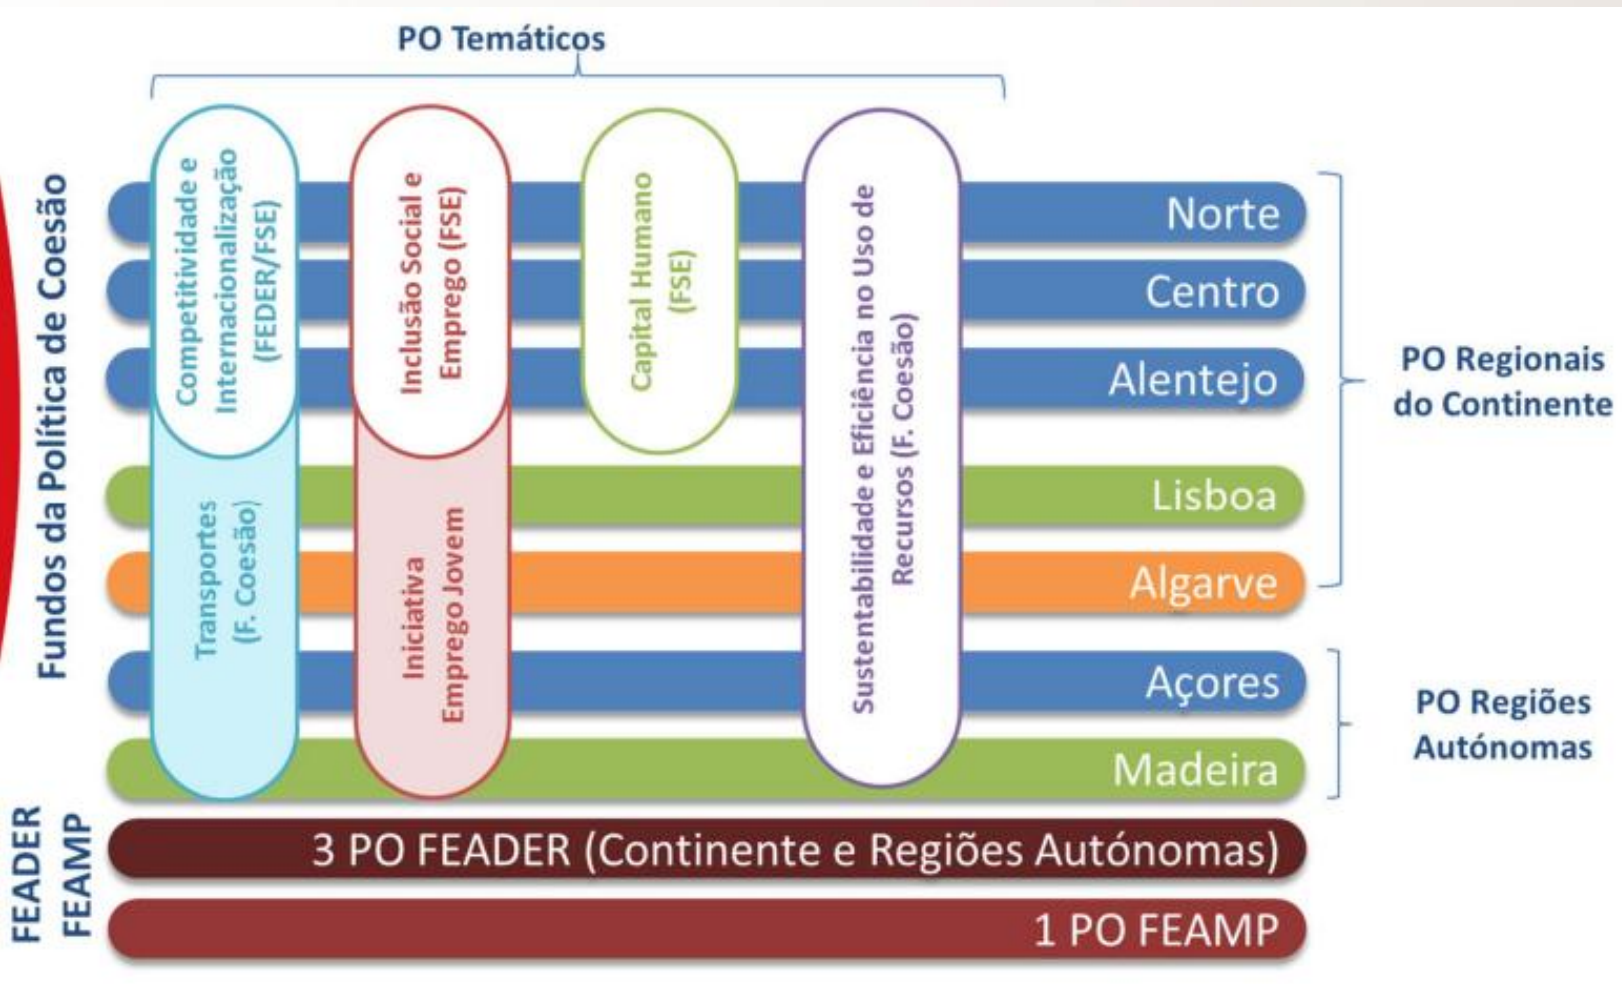 PO Temáticos
Fundos da Política de Coesão
Competitividade e
Internacionalização
(FEDER/FSE)
Transportes
(F. Coesão)
Inclusão Social e
Emprego (FSE)
Iniciativa
Emprego Jovem
Capital Humano
(FSE)
Sustentabilidade e Eficiência no Uso de
Recursos (F. Coesão)
Norte
Centro
Alentejo
Lisboa
Algarve
PO Regionais
do Continente
Açores
Madeira
PO Regiões
Autónomas
FEADER
FEAMP
3 PO FEADER (Continente e Regiões Autónomas)
1 PO FEAMP